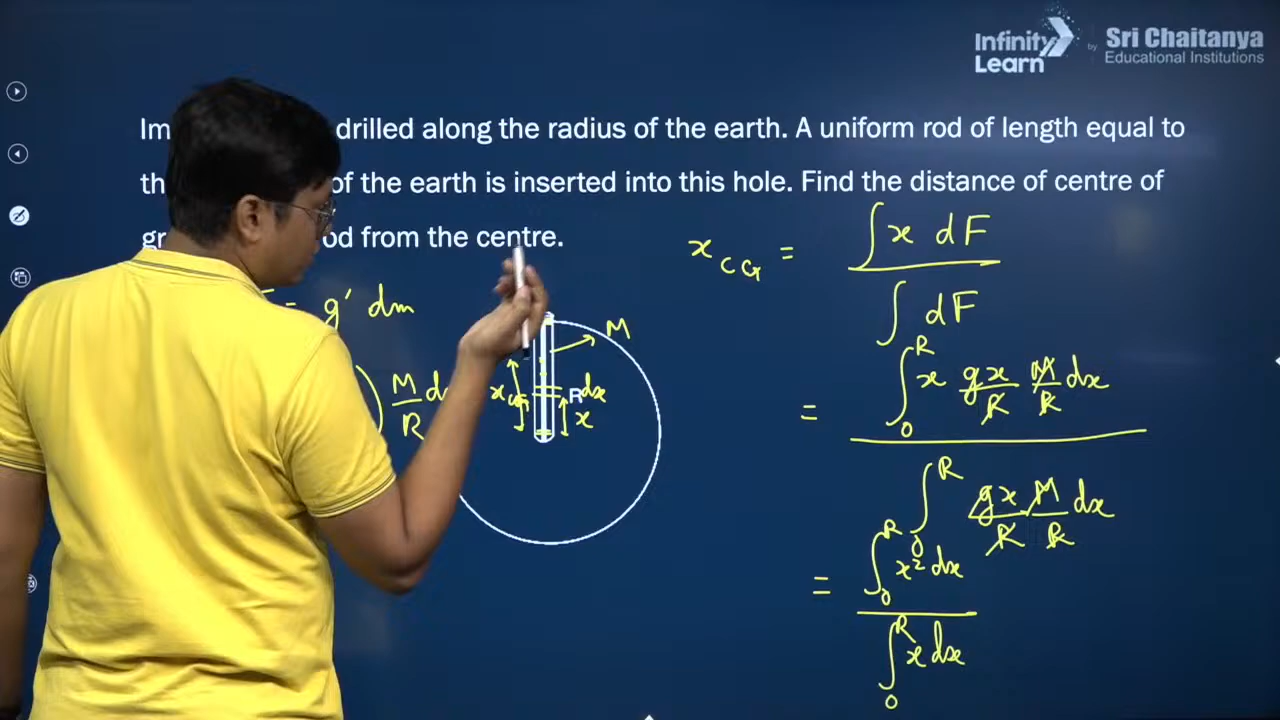 Infinity Learn by Sri Chaitanya Educational Institutions
Im drilled along the radius of the earth. A uniform rod of length equal to
th of the earth is inserted into this hole. Find the distance of centre of
gr od from the centre.
x_CG = ∫ x dF / ∫ dF
= g' dm
) M/R d
M
R
dx
x
= ∫_0^R x gx/R M/R dx / ∫_0^R gx/R M/R dx
= ∫_0^R x² dx / ∫_0^R x dx